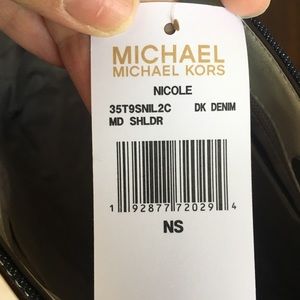 MICHAEL
MICHAEL KORS
NICOLE
35T9SNIL2C DK DENIM
MD SHLDR
1 92877 72029 4
NS